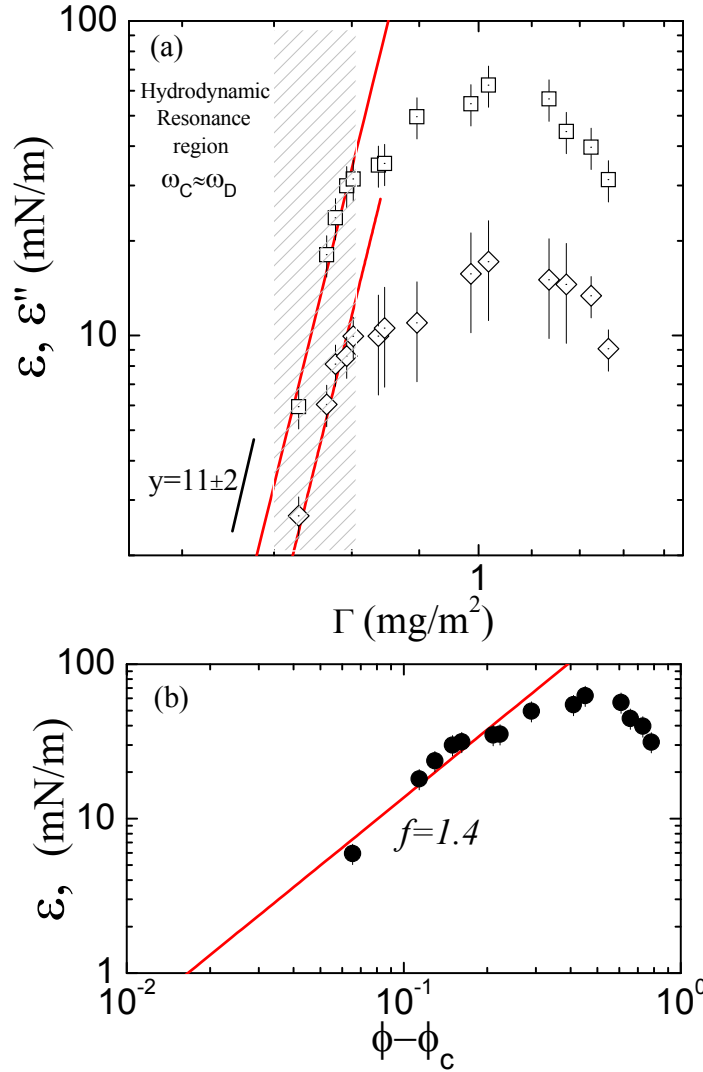 100
(a)
Hydrodynamic
Resonance
region
ω_C≈ω_D
ε, ε'' (mN/m)
10
y=11±2
1
Γ (mg/m²)
100
(b)
ε, (mN/m)
10
f=1.4
1
10⁻² 10⁻¹ 10⁰
ϕ−ϕ_C